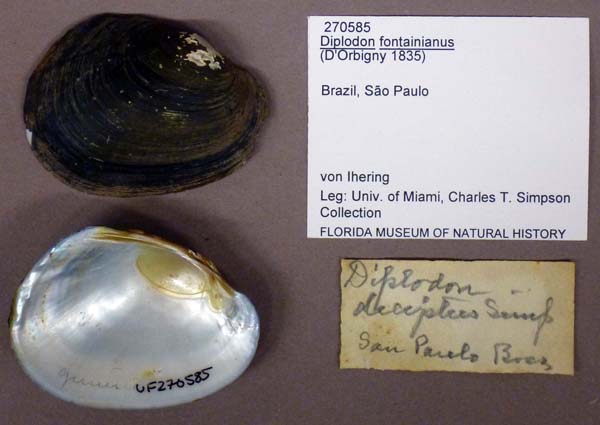 270585
Diplodon fontainianus
(D'Orbigny 1835)
Brazil, São Paulo
von Ihering
Leg: Univ. of Miami, Charles T. Simpson
Collection
FLORIDA MUSEUM OF NATURAL HISTORY
Diplodon
deceptus Simp
San Paulo
UF270585